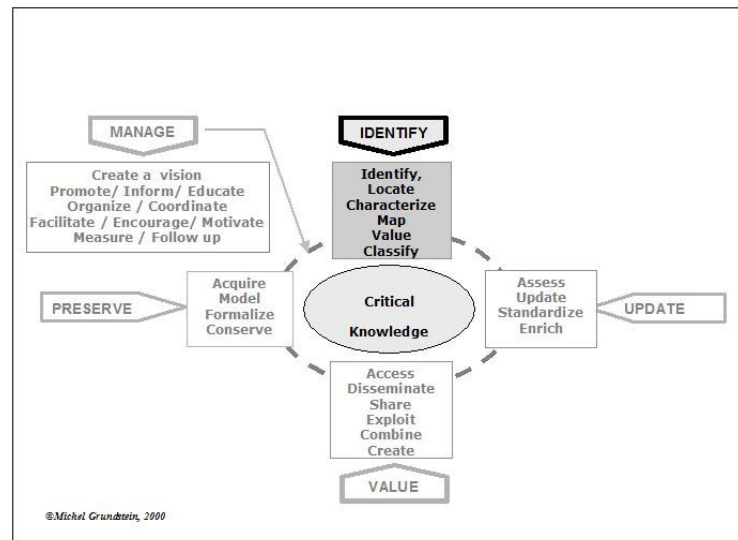 MANAGE
Create a vision
Promote/ Inform/ Educate
Organize / Coordinate
Facilitate / Encourage/ Motivate
Measure / Follow up
IDENTIFY
Identify,
Locate
Characterize
Map
Value
Classify
PRESERVE
Acquire
Model
Formalize
Conserve
Critical
Knowledge
Assess
Update
Standardize
Enrich
UPDATE
Access
Disseminate
Share
Exploit
Combine
Create
VALUE
©Michel Grundstein, 2000